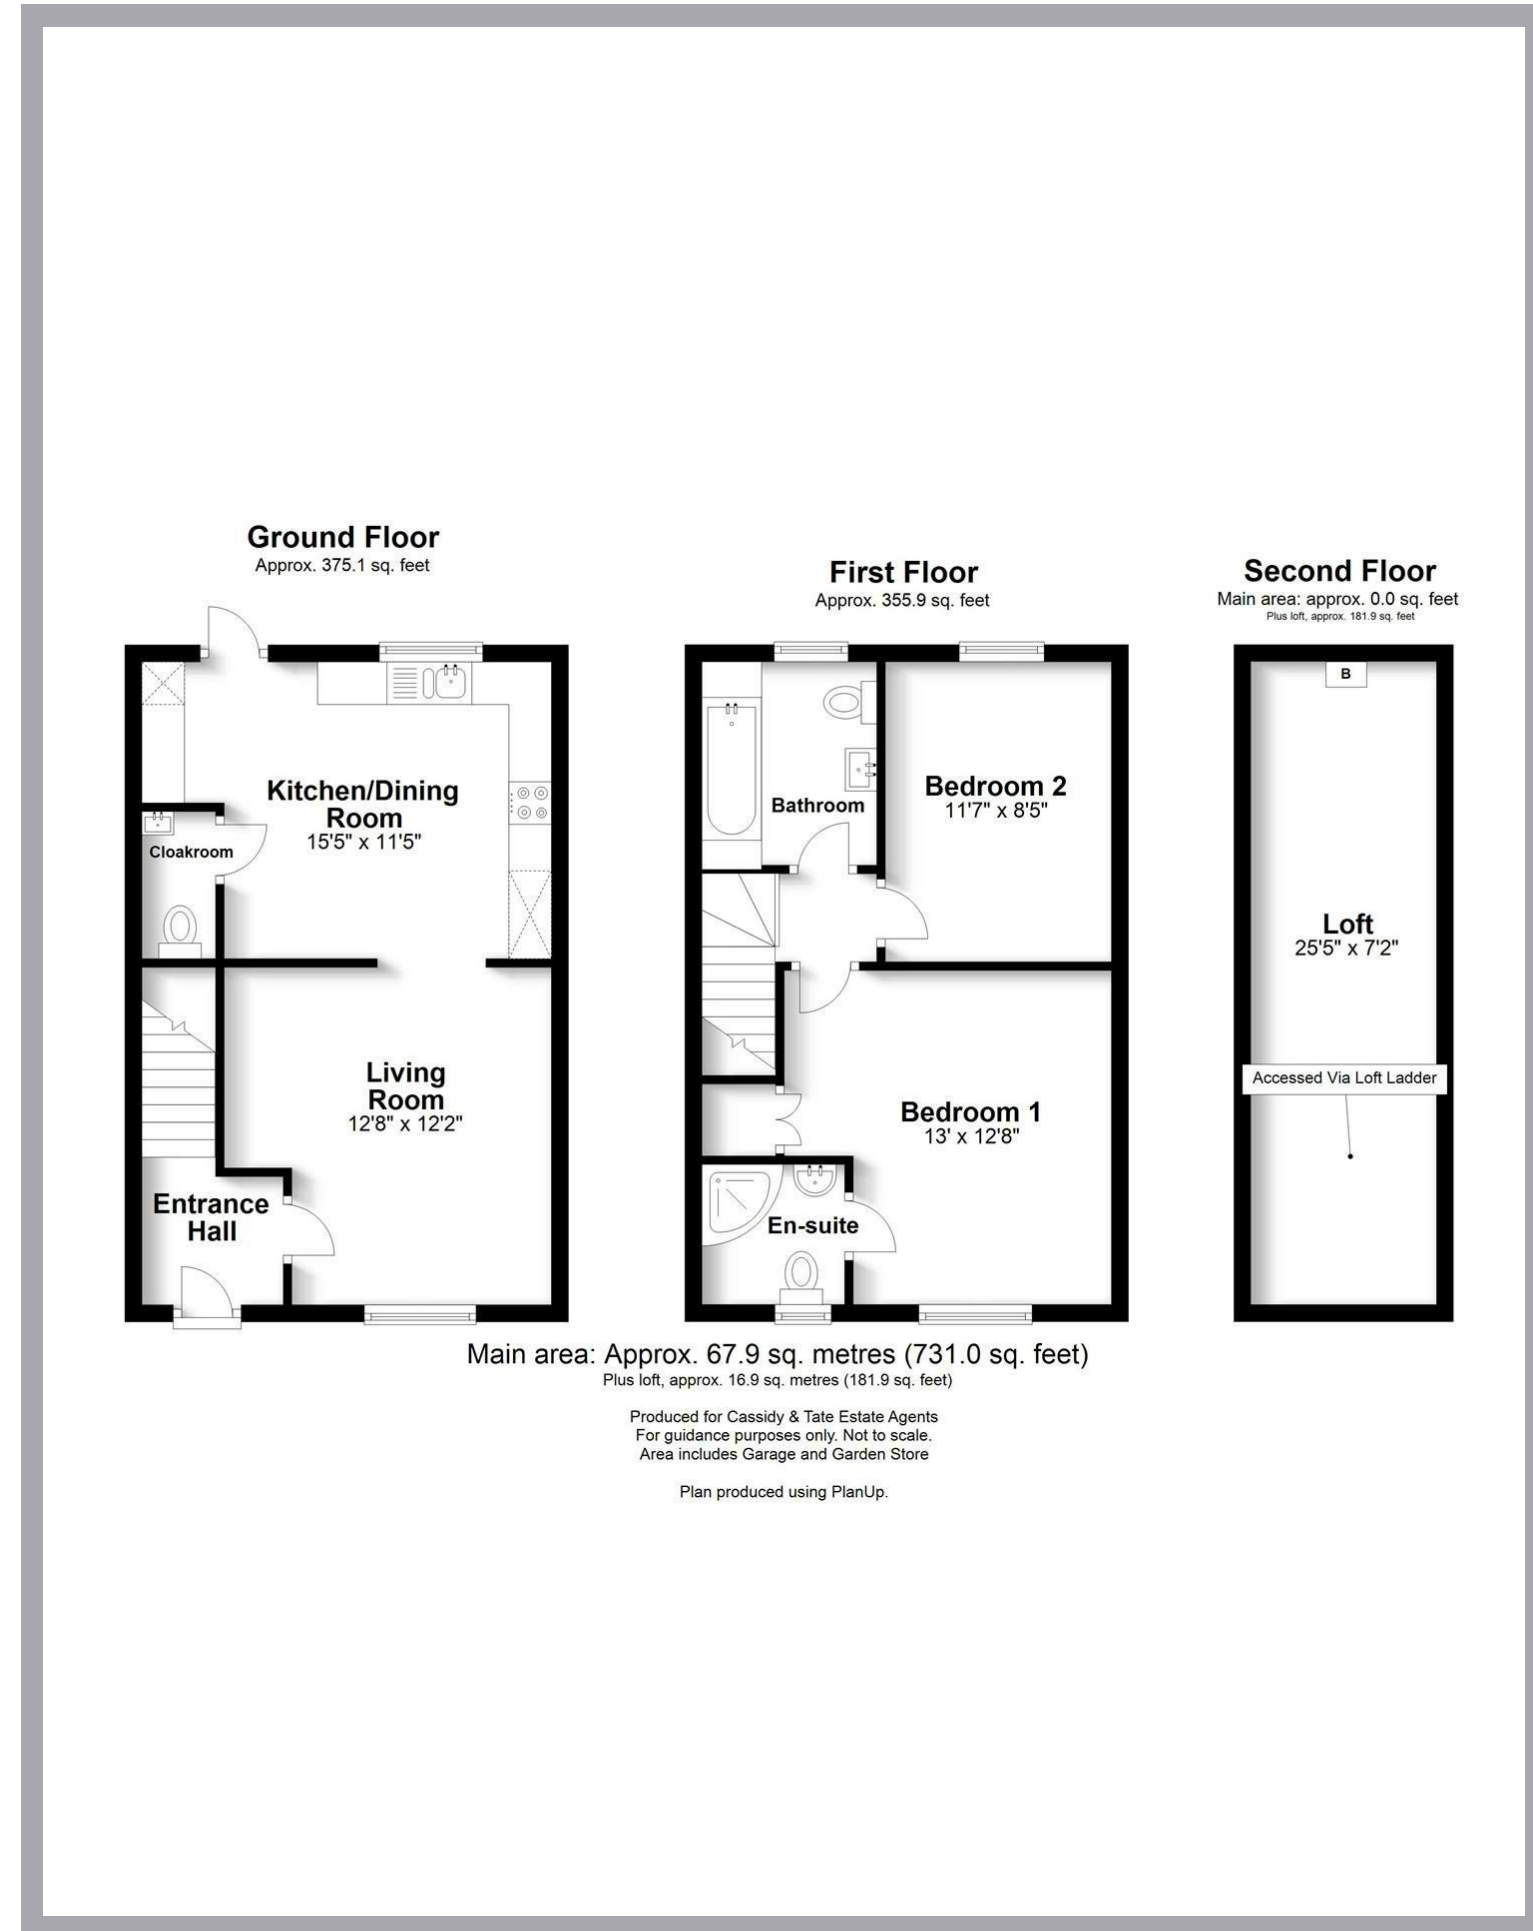 Ground Floor
Approx. 375.1 sq. feet
Kitchen/Dining
Room
15'5" x 11'5"
Cloakroom
Living
Room
12'8" x 12'2"
Entrance
Hall
First Floor
Approx. 355.9 sq. feet
Bathroom
Bedroom 2
11'7" x 8'5"
Bedroom 1
13' x 12'8"
En-suite
Second Floor
Main area: approx. 0.0 sq. feet
Plus loft, approx. 181.9 sq. feet
B
Loft
25'5" x 7'2"
Accessed Via Loft Ladder
Main area: Approx. 67.9 sq. metres (731.0 sq. feet)
Plus loft, approx. 16.9 sq. metres (181.9 sq. feet)
Produced for Cassidy & Tate Estate Agents
For guidance purposes only. Not to scale.
Area includes Garage and Garden Store
Plan produced using PlanUp.